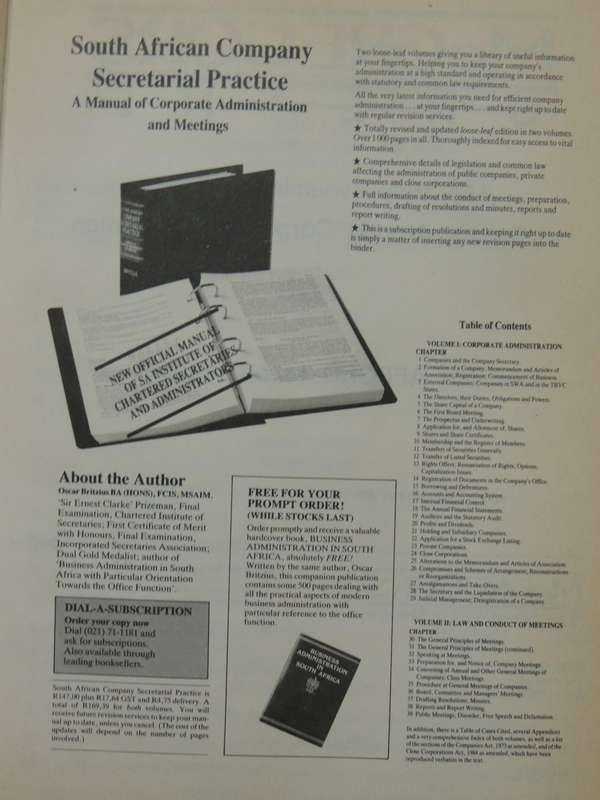 South African Company
Secretarial Practice
A Manual of Corporate Administration
and Meetings
Two loose-leaf volumes giving you a library of useful information
at your fingertips. Helping you to keep your company's
administration at a high standard and operating in accordance
with statutory and common law requirements.
All the very latest information you need for efficient company
administration . . . at your fingertips . . . and kept right up to date
with regular revision services.
★ Totally revised and updated loose-leaf edition in two volumes.
Over 1 000 pages in all. Thoroughly indexed for easy access to vital
information.
★ Comprehensive details of legislation and common law
affecting the administration of public companies, private
companies and close corporations.
★ Full information about the conduct of meetings, preparation,
procedures, drafting of resolutions and minutes, reports and
report writing.
★ This is a subscription publication and keeping it right up to date
is simply a matter of inserting any new revision pages into the
binder.
NEW OFFICIAL MANUAL
OF SA INSTITUTE OF
CHARTERED SECRETARIES
AND ADMINISTRATORS
About the Author
Oscar Britzius BA (HONS), FCIS, MSAIM.
'Sir Ernest Clarke' Prizeman, Final
Examination, Chartered Institute of
Secretaries; First Certificate of Merit
with Honours, Final Examination,
Incorporated Secretaries Association;
Dual Gold Medalist; author of
'Business Administration in South
Africa with Particular Orientation
Towards the Office Function'.
DIAL-A-SUBSCRIPTION
Order your copy now
Dial (021) 71-1181 and
ask for subscriptions.
Also available through
leading booksellers.
South African Company Secretarial Practice is
R147,00 plus R17,64 GST and R4,75 delivery. A
total of R169,39 for both volumes. You will
receive future revision services to keep your man-
ual up to date, unless you cancel. (The cost of the
updates will depend on the number of pages
involved.)
FREE FOR YOUR
PROMPT ORDER!
(WHILE STOCKS LAST)
Order promptly and receive a valuable
hardcover book, BUSINESS
ADMINISTRATION IN SOUTH
AFRICA, absolutely FREE!
Written by the same author, Oscar
Britzius, this companion publication
contains some 500 pages dealing with
all the practical aspects of modern
business administration with
particular reference to the office
function.
BUSINESS
ADMINISTRATION
IN
SOUTH AFRICA
Table of Contents
VOLUME I: CORPORATE ADMINISTRATION
CHAPTER
1 Companies and the Company Secretary.
2 Formation of a Company, Memorandum and Articles of
Association; Registration; Commencement of Business
3 External Companies; Companies in SWA and in the TBVC
States.
4 The Directors, their Duties, Obligations and Powers.
5 The Share Capital of a Company.
6 The First Board Meeting.
7 The Prospectus and Underwriting.
8 Application for, and Allotment of, Shares.
9 Shares and Share Certificates.
10 Membership and the Register of Members.
11 Transfers of Securities Generally.
12 Transfer of Listed Securities.
13 Rights Offers; Renunciation of Rights; Options;
Capitalization Issues.
14 Registration of Documents in the Company's Office.
15 Borrowing and Debentures.
16 Accounts and Accounting System.
17 Internal Financial Control.
18 The Annual Financial Statements.
19 Auditors and the Statutory Audit.
20 Profits and Dividends.
21 Holding and Subsidiary Companies.
22 Application for a Stock Exchange Listing.
23 Private Companies.
24 Close Corporations.
25 Alterations to the Memorandum and Articles of Association.
26 Compromises and Schemes of Arrangement; Reconstructions
or Reorganizations.
27 Amalgamations and Take-Overs.
28 The Secretary and the Liquidation of the Company.
29 Judicial Management; Deregistration of a Company.
VOLUME II: LAW AND CONDUCT OF MEETINGS
CHAPTER
30 The General Principles of Meetings.
31 The General Principles of Meetings (continued).
32 Speaking at Meetings.
33 Preparation for, and Notice of, Company Meetings.
34 Convening of Annual and Other General Meetings of
Companies; Class Meetings.
35 Procedure at General Meetings of Companies.
36 Board, Committee and Managers' Meetings.
37 Drafting Resolutions; Minutes.
38 Reports and Report Writing.
39 Public Meetings, Disorder, Free Speech and Defamation.
In addition, there is a Table of Cases Cited, several Appendices
and a very comprehensive Index of both volumes, as well as a list
of the sections of the Companies Act, 1973 as amended, and of the
Close Corporations Act, 1984 as amended, which have been
reproduced verbatim in the text.